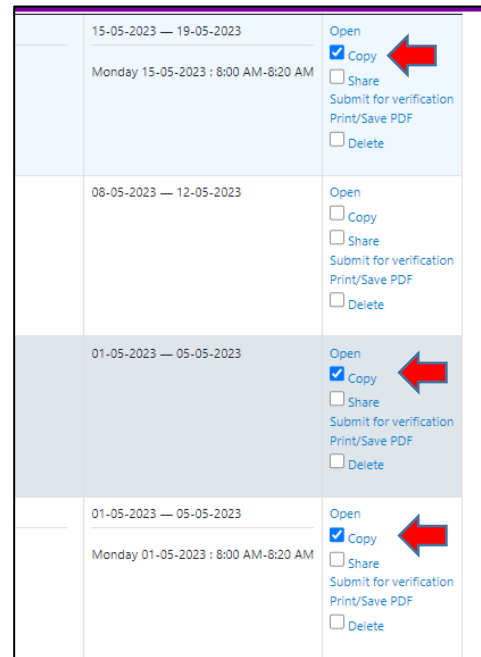 15-05-2023 — 19-05-2023
Monday 15-05-2023 : 8:00 AM-8:20 AM
Open
Copy
Share
Submit for verification
Print/Save PDF
Delete
08-05-2023 — 12-05-2023
Open
Copy
Share
Submit for verification
Print/Save PDF
Delete
01-05-2023 — 05-05-2023
Open
Copy
Share
Submit for verification
Print/Save PDF
Delete
01-05-2023 — 05-05-2023
Monday 01-05-2023 : 8:00 AM-8:20 AM
Open
Copy
Share
Submit for verification
Print/Save PDF
Delete